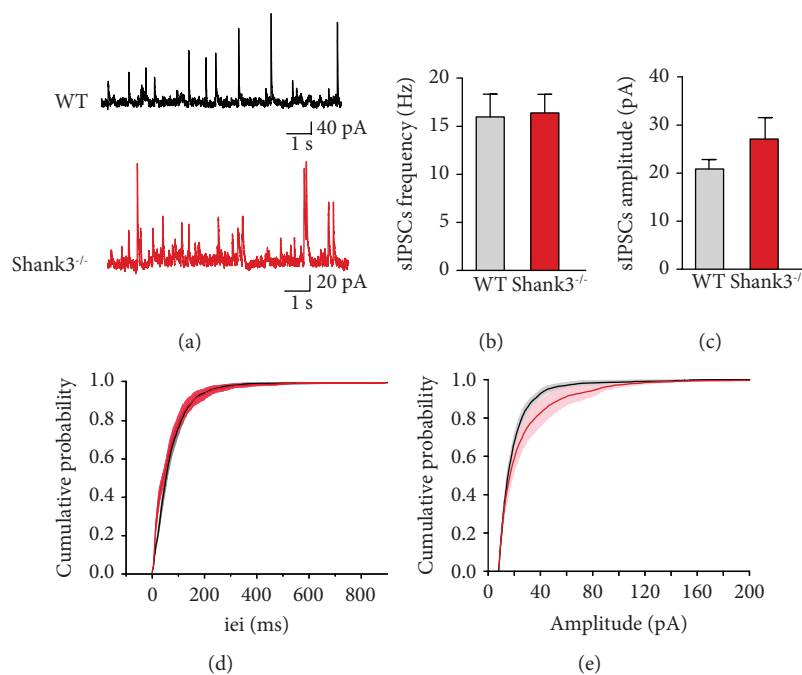 WT
40 pA
1 s
Shank3-/-
20 pA
1 s
(a)
sIPSCs frequency (Hz)
20
15
10
5
0
WT Shank3-/-
(b)
sIPSCs amplitude (pA)
40
30
20
10
0
WT Shank3-/-
(c)
Cumulative probability
1.0
0.8
0.6
0.4
0.2
0.0
0 200 400 600 800
iei (ms)
(d)
Cumulative probability
1.0
0.8
0.6
0.4
0.2
0.0
0 40 80 120 160 200
Amplitude (pA)
(e)